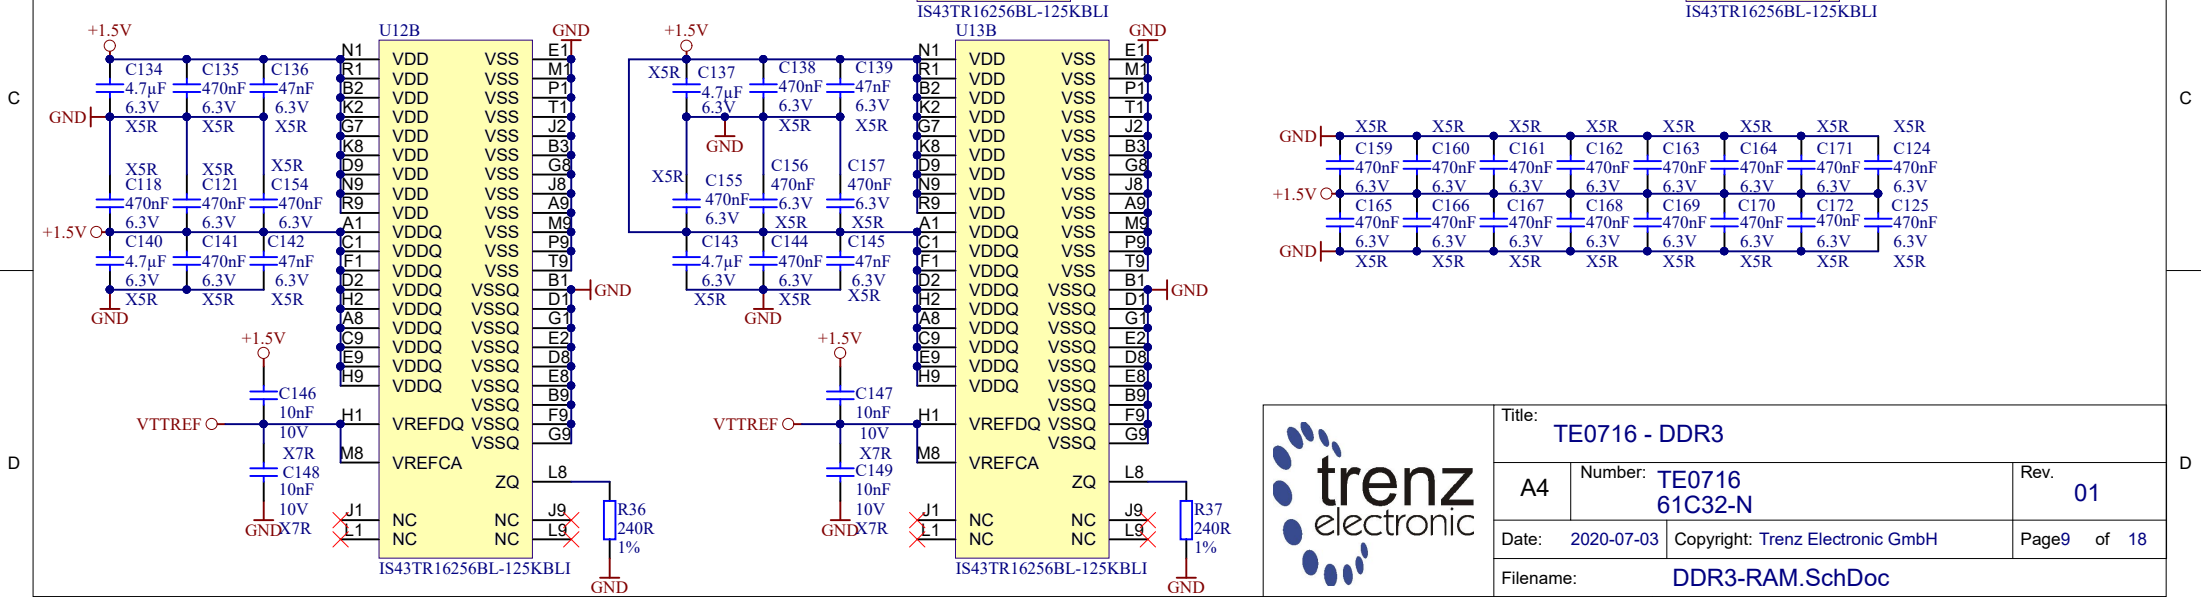 IS43TR16256BL-125KBLI
IS43TR16256BL-125KBLI
C
C
D
D
+1.5V
C134
4.7µF
6.3V
X5R
C135
470nF
6.3V
X5R
C136
47nF
6.3V
X5R
GND
X5R
C118
470nF
6.3V
X5R
C121
470nF
6.3V
X5R
C154
470nF
6.3V
+1.5V
C140
4.7µF
6.3V
X5R
C141
470nF
6.3V
X5R
C142
47nF
6.3V
X5R
GND
+1.5V
C146
10nF
10V
X7R
VTTREF
C148
10nF
10V
X7R
GND
U12B
N1 VDD VSS E1
R1 VDD VSS M1
B2 VDD VSS P1
K2 VDD VSS T1
G7 VDD VSS J2
K8 VDD VSS B3
D9 VDD VSS G8
N9 VDD VSS J8
R9 VDD VSS A9
A1 VDDQ VSS M9
C1 VDDQ VSS P9
F1 VDDQ VSS T9
D2 VDDQ VSSQ B1
H2 VDDQ VSSQ D1
A8 VDDQ VSSQ G1
C9 VDDQ VSSQ E2
E9 VDDQ VSSQ D8
H9 VDDQ VSSQ E8
VSSQ B9
H1 VREFDQ VSSQ F9
VSSQ G9
M8 VREFCA
ZQ L8
J1 NC NC J9
L1 NC NC L9
IS43TR16256BL-125KBLI
GND
GND
R36
240R
1%
GND
+1.5V
X5R
C137
4.7µF
6.3V
C138
470nF
6.3V
X5R
C139
47nF
6.3V
X5R
GND
X5R
C155
470nF
6.3V
C156
470nF
6.3V
X5R
C157
470nF
6.3V
X5R
C143
4.7µF
6.3V
X5R
C144
470nF
6.3V
X5R
C145
47nF
6.3V
X5R
GND
+1.5V
C147
10nF
10V
X7R
VTTREF
C149
10nF
10V
X7R
GND
U13B
N1 VDD VSS E1
R1 VDD VSS M1
B2 VDD VSS P1
K2 VDD VSS T1
G7 VDD VSS J2
K8 VDD VSS B3
D9 VDD VSS G8
N9 VDD VSS J8
R9 VDD VSS A9
A1 VDDQ VSS M9
C1 VDDQ VSS P9
F1 VDDQ VSS T9
D2 VDDQ VSSQ B1
H2 VDDQ VSSQ D1
A8 VDDQ VSSQ G1
C9 VDDQ VSSQ E2
E9 VDDQ VSSQ D8
H9 VDDQ VSSQ E8
VSSQ B9
H1 VREFDQ VSSQ F9
VSSQ G9
M8 VREFCA
ZQ L8
J1 NC NC J9
L1 NC NC L9
IS43TR16256BL-125KBLI
GND
GND
R37
240R
1%
GND
GND X5R X5R X5R X5R X5R X5R X5R X5R
C159 C160 C161 C162 C163 C164 C171 C124
470nF 470nF 470nF 470nF 470nF 470nF 470nF 470nF
6.3V 6.3V 6.3V 6.3V 6.3V 6.3V 6.3V 6.3V
+1.5V
C165 C166 C167 C168 C169 C170 C172 C125
470nF 470nF 470nF 470nF 470nF 470nF 470nF 470nF
6.3V 6.3V 6.3V 6.3V 6.3V 6.3V 6.3V 6.3V
GND X5R X5R X5R X5R X5R X5R X5R X5R
trenz
electronic
Title:
TE0716 - DDR3
A4
Number: TE0716
61C32-N
Rev.
01
Date: 2020-07-03
Copyright: Trenz Electronic GmbH
Page9 of 18
Filename: DDR3-RAM.SchDoc